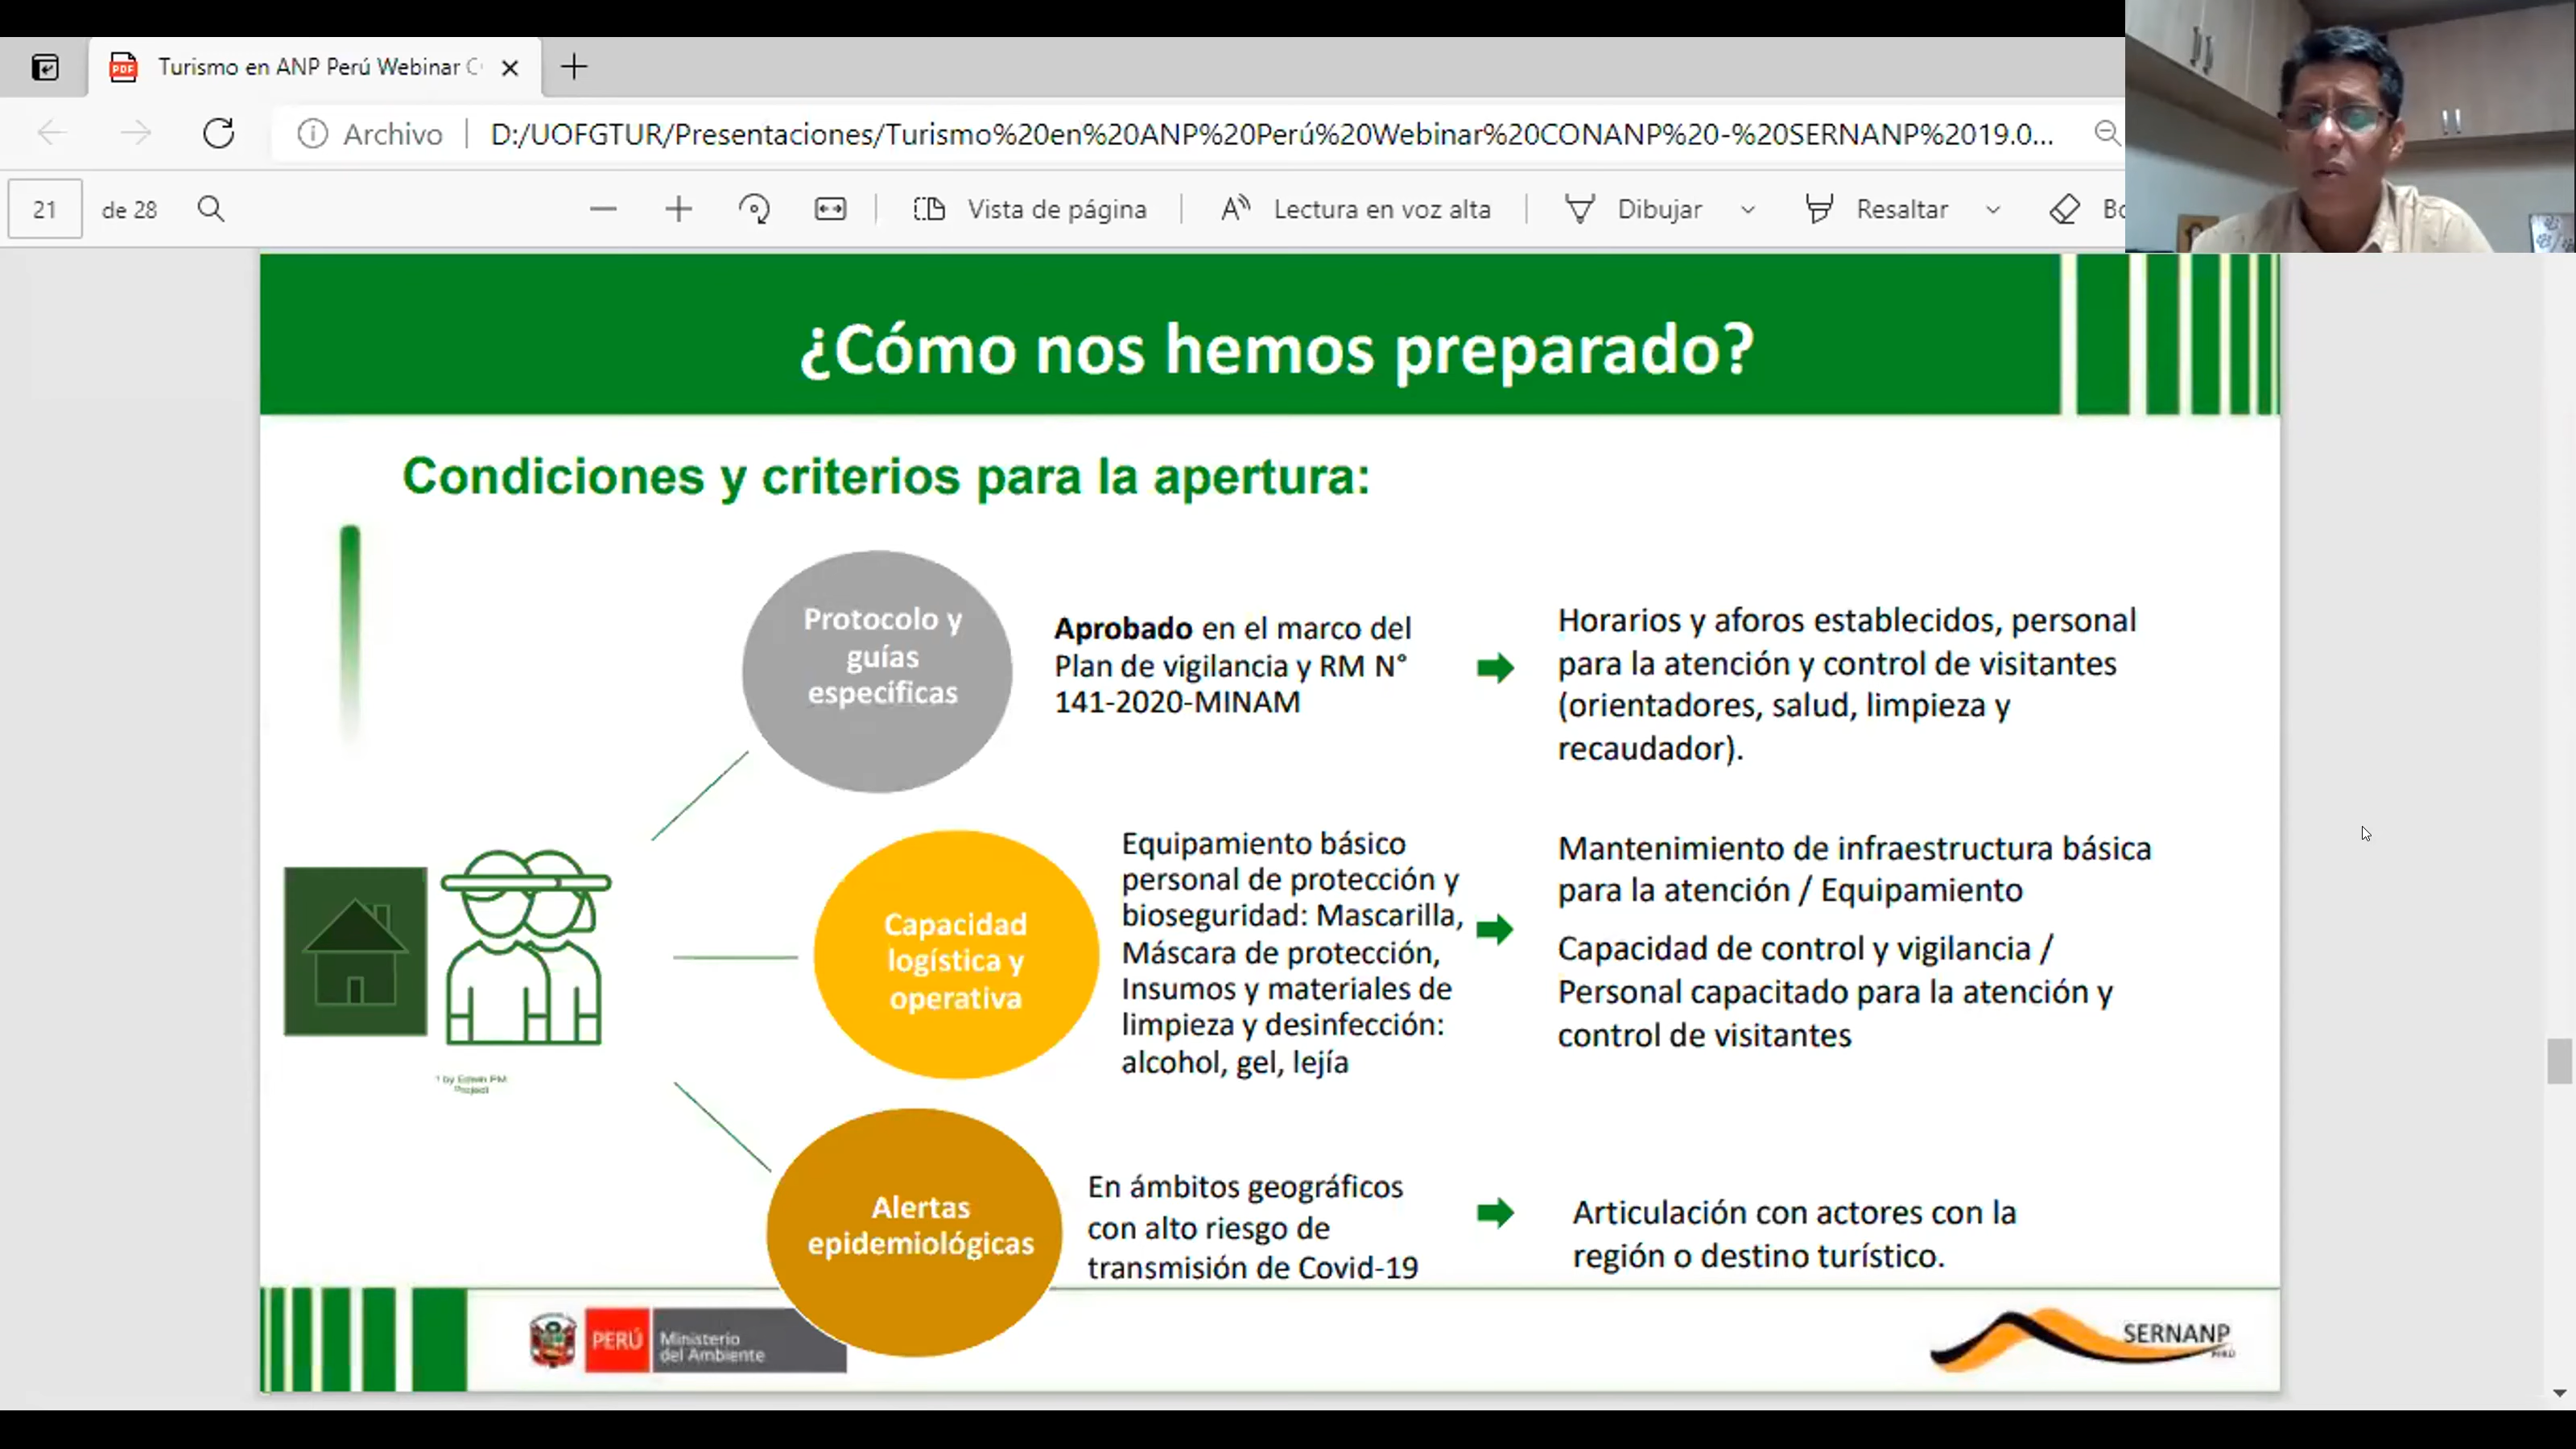 Turismo en ANP Perú Webinar
Archivo
D:/UOFGTUR/Presentaciones/Turismo%20en%20ANP%20Perú%20Webinar%20CONANP%20-%20SERNANP%2019.0...
21 de 28
Vista de página
Lectura en voz alta
Dibujar
Resaltar
¿Cómo nos hemos preparado?
Condiciones y criterios para la apertura:
Protocolo y
guías
específicas
Aprobado en el marco del
Plan de vigilancia y RM N°
141-2020-MINAM
Horarios y aforos establecidos, personal
para la atención y control de visitantes
(orientadores, salud, limpieza y
recaudador).
Capacidad
logística y
operativa
Equipamiento básico
personal de protección y
bioseguridad: Mascarilla,
Máscara de protección,
Insumos y materiales de
limpieza y desinfección:
alcohol, gel, lejía
Mantenimiento de infraestructura básica
para la atención / Equipamiento
Capacidad de control y vigilancia /
Personal capacitado para la atención y
control de visitantes
by Edwin PM
Project
Alertas
epidemiológicas
En ámbitos geográficos
con alto riesgo de
transmisión de Covid-19
Articulación con actores con la
región o destino turístico.
PERÚ
Ministerio
del Ambiente
SERNANP
PERÚ